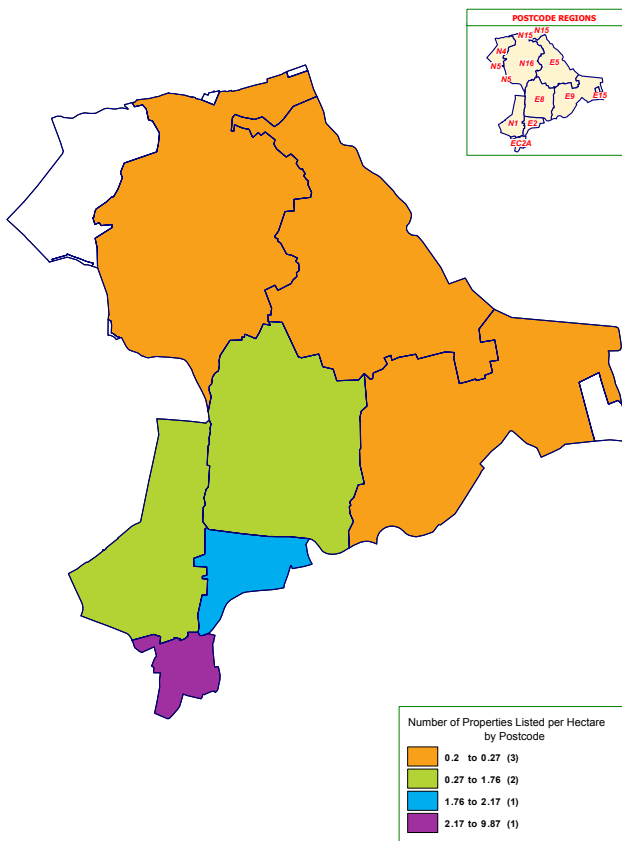 POSTCODE REGIONS
N15
N15
N4
N5
N16
E5
N5
E8
E9
E15
N1
E2
EC2A
Number of Properties Listed per Hectare
by Postcode
0.2 to 0.27 (3)
0.27 to 1.76 (2)
1.76 to 2.17 (1)
2.17 to 9.87 (1)